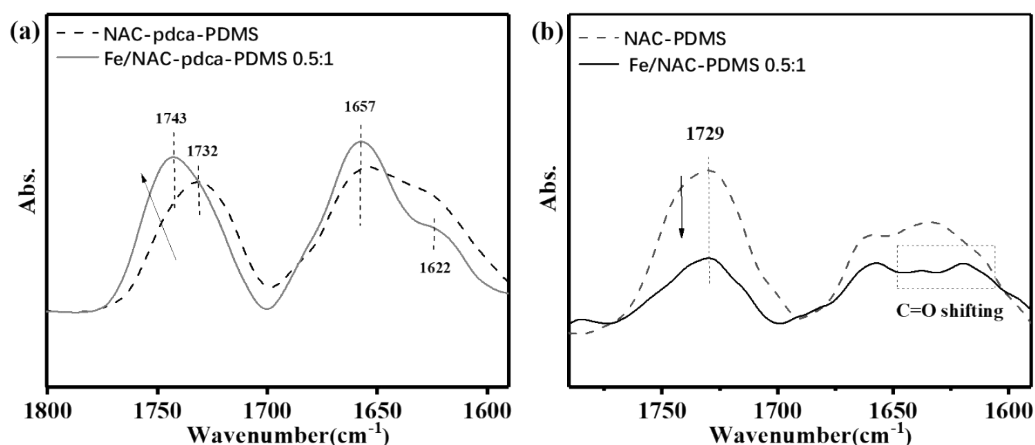 (a)
NAC-pdca-PDMS
Fe/NAC-pdca-PDMS 0.5:1
1743
1732
1657
1622
Abs.
1800 1750 1700 1650 1600
Wavenumber(cm⁻¹)
(b)
NAC-PDMS
Fe/NAC-PDMS 0.5:1
1729
C=O shifting
Abs.
1750 1700 1650 1600
Wavenumber(cm⁻¹)